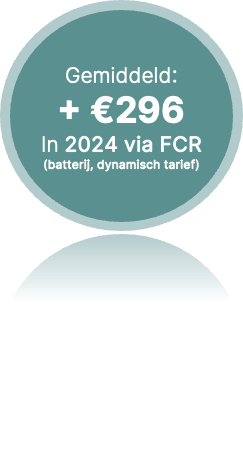 Gemiddeld:
+ €296
In 2024 via FCR
(batterij, dynamisch tarief)